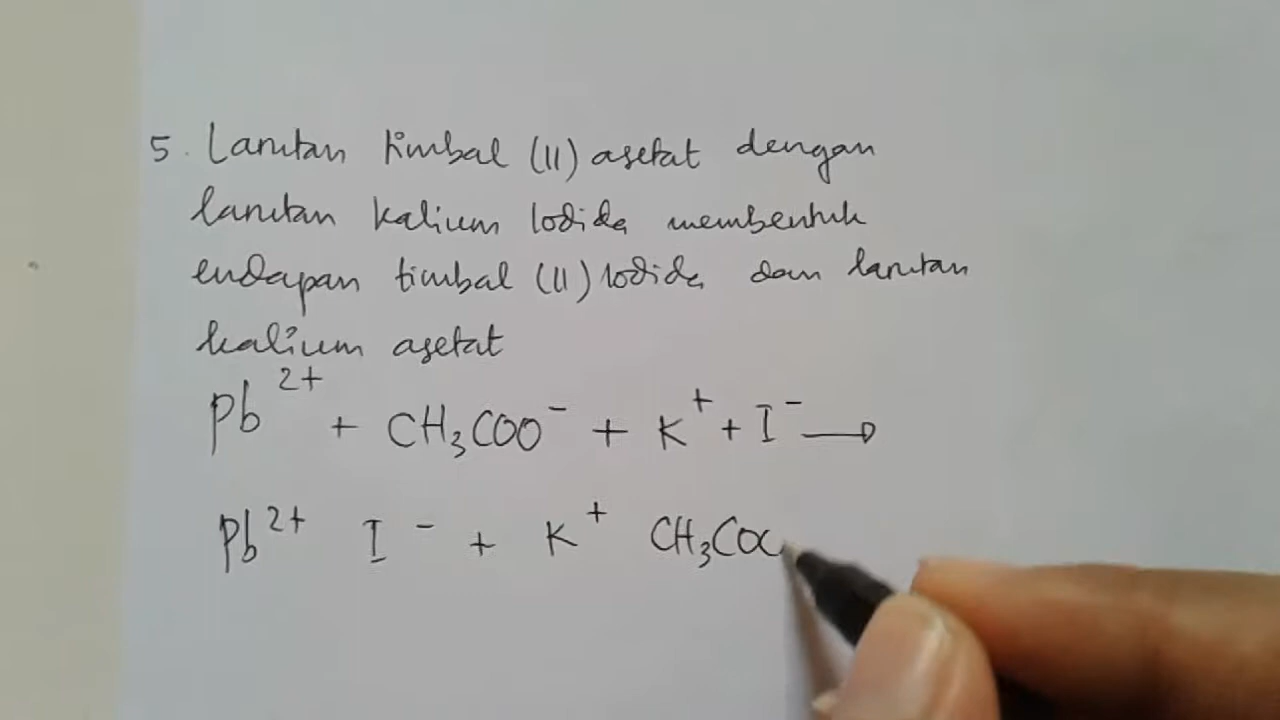 5. Larutan timbal (II) asetat dengan
larutan kalium Iodida membentuk
endapan timbal (II) Iodida dan larutan
kalium asetat
Pb²⁺ + CH₃COO⁻ + K⁺ + I⁻ →
Pb²⁺ I⁻ + K⁺ CH₃COO